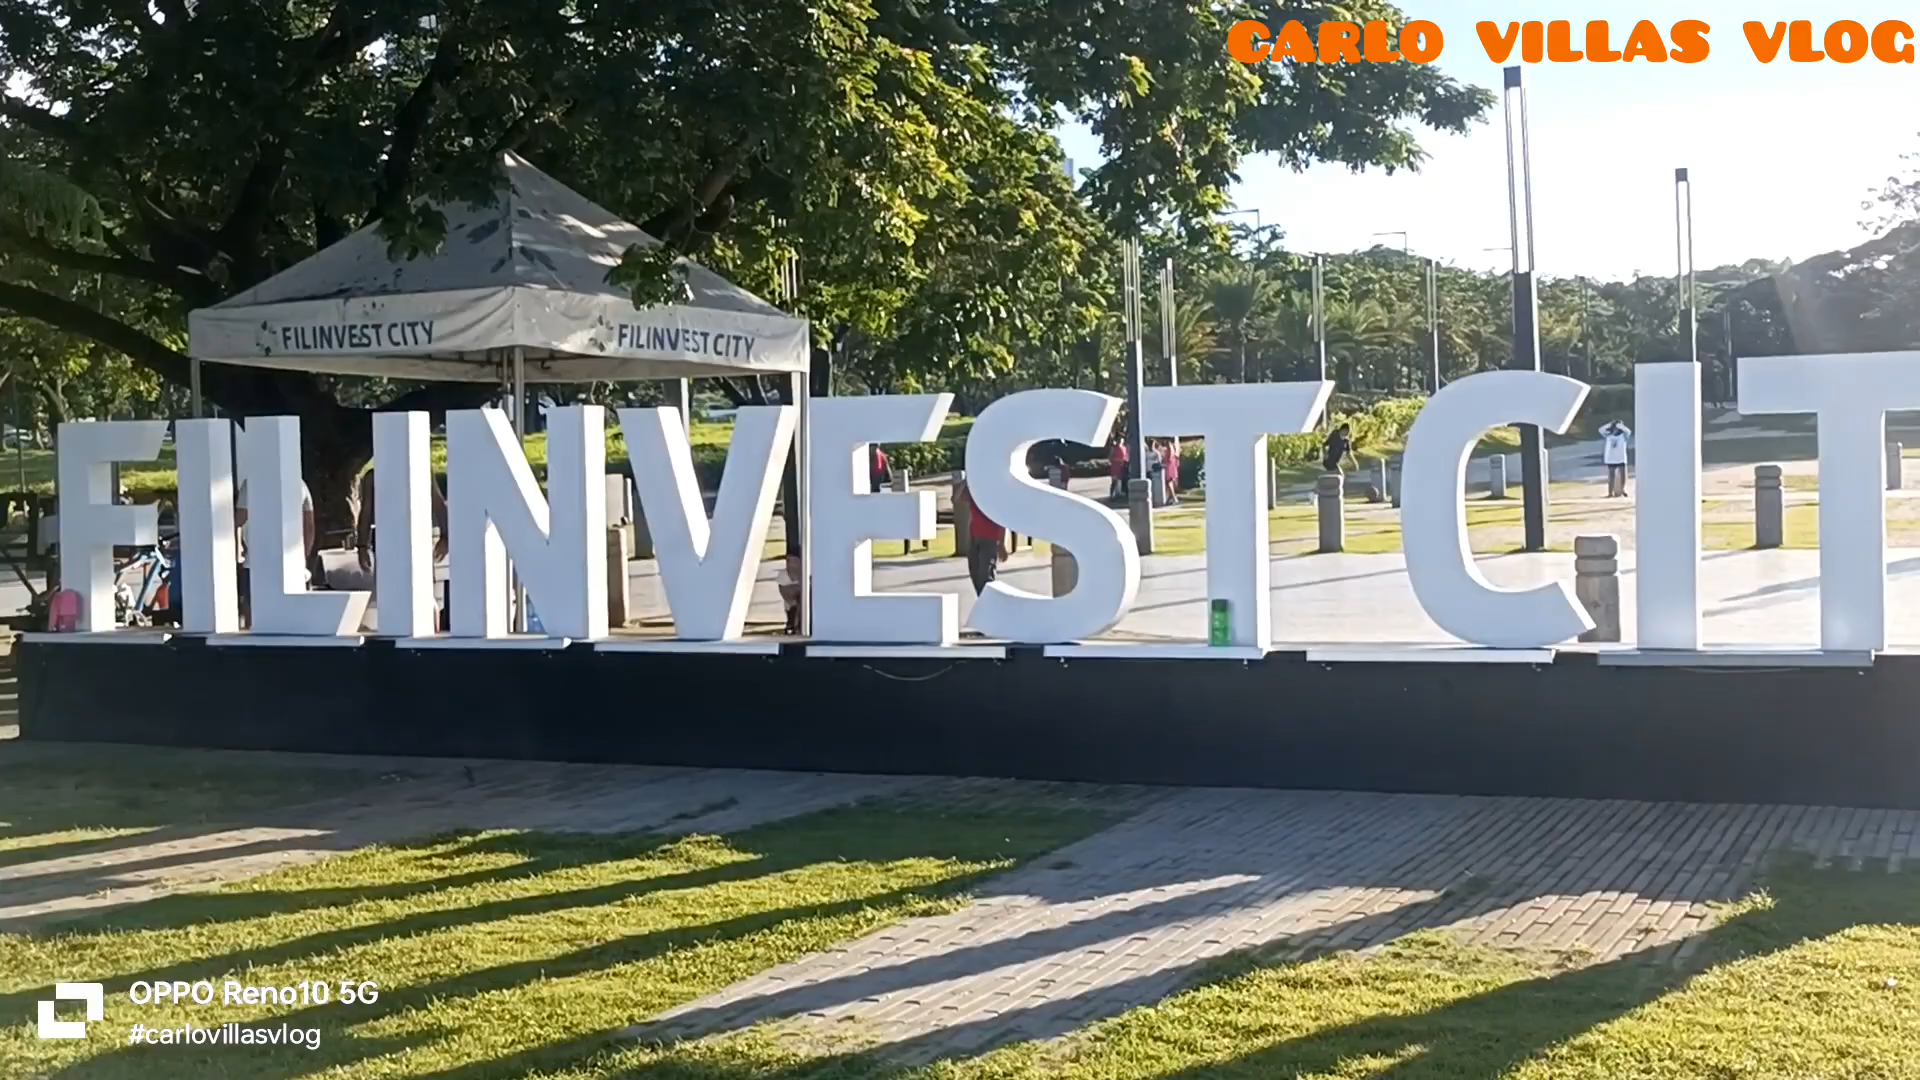 CARLO VILLAS VLOG
FILINVEST CITY
FILINVEST CITY
FILINVEST CIT
OPPO Reno10 5G
#carlovillasvlog